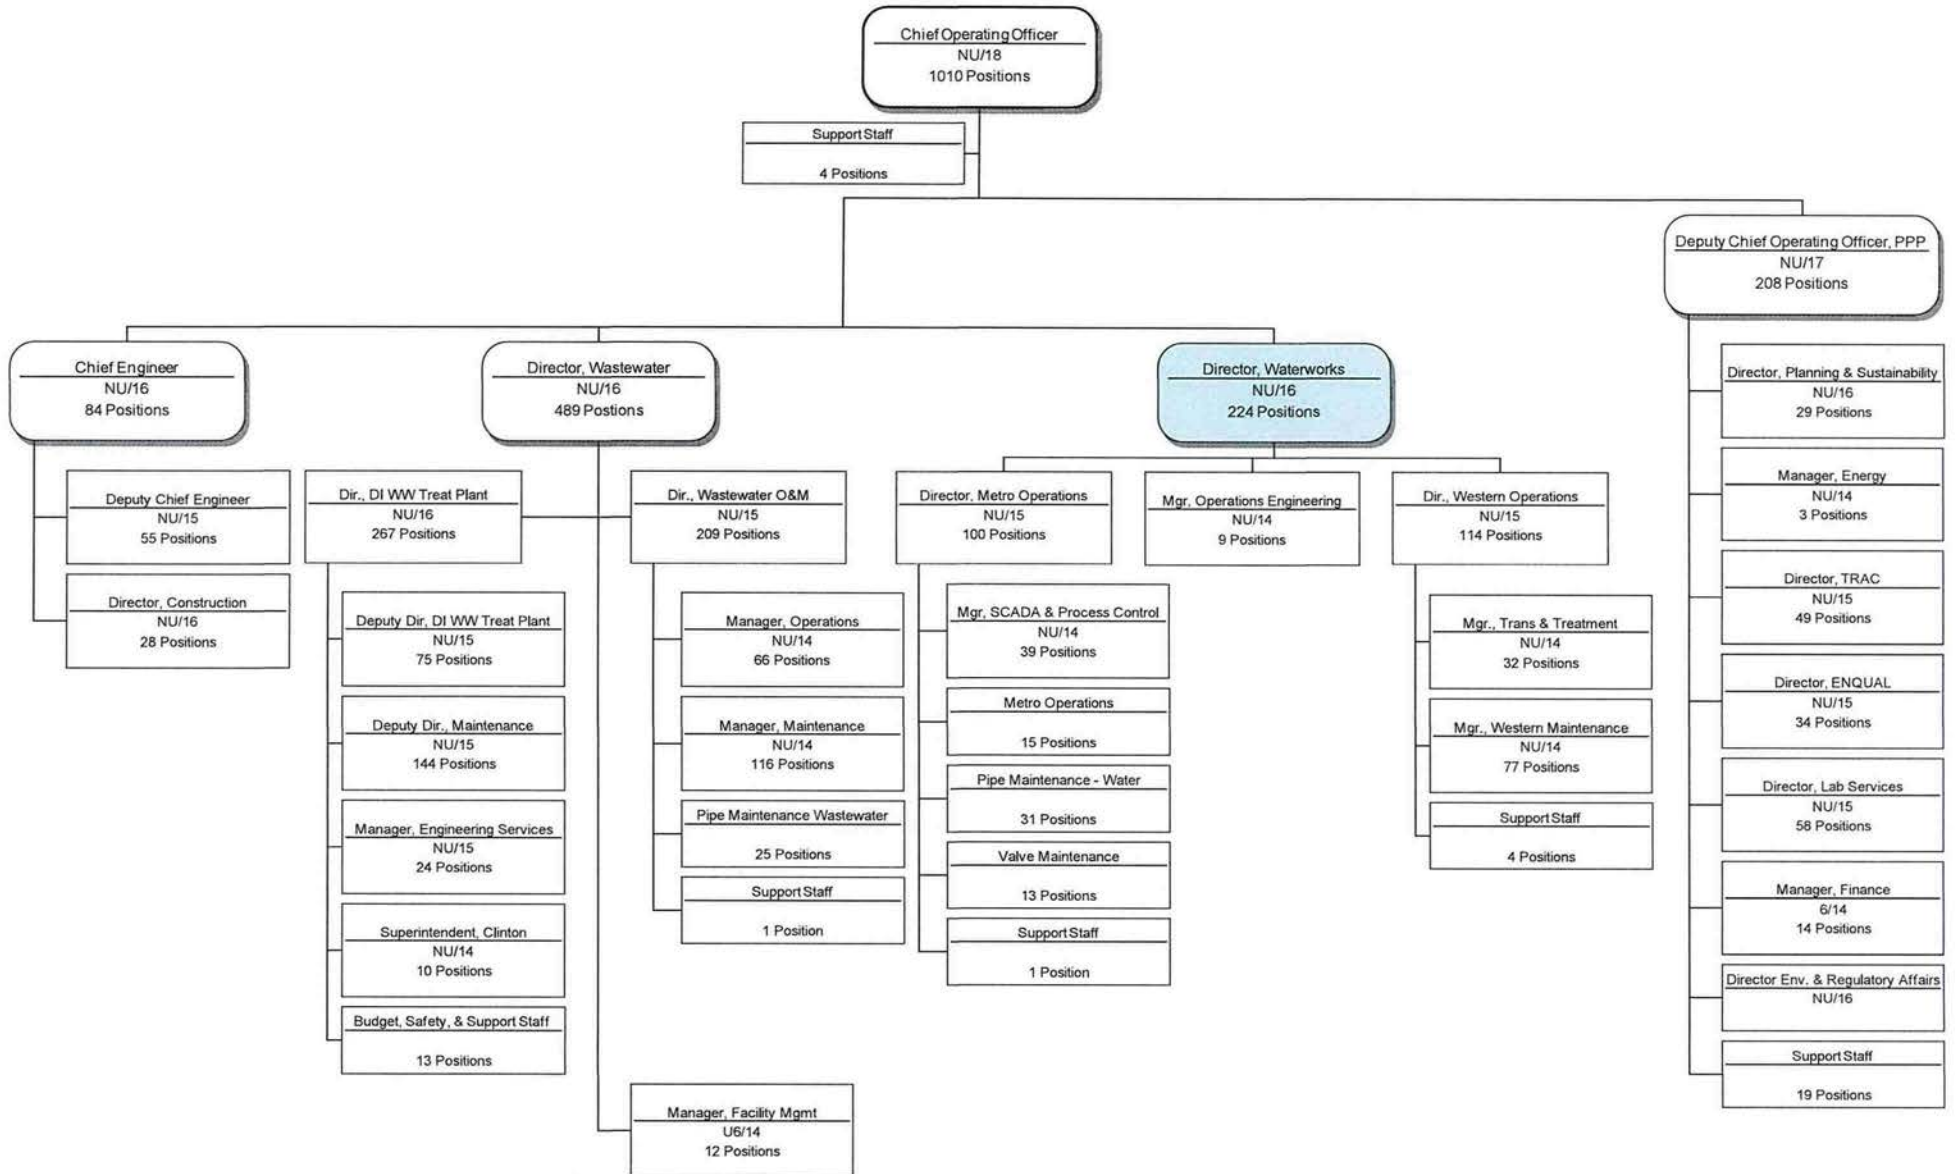 Chief Operating Officer
NU/18
1010 Positions
Support Staff
4 Positions
Deputy Chief Operating Officer, PPP
NU/17
208 Positions
Chief Engineer
NU/16
84 Positions
Director, Wastewater
NU/16
489 Postions
Director, Waterworks
NU/16
224 Positions
Deputy Chief Engineer
NU/15
55 Positions
Director, Construction
NU/16
28 Positions
Dir., DI WW Treat Plant
NU/16
267 Positions
Deputy Dir, DI WW Treat Plant
NU/15
75 Positions
Deputy Dir., Maintenance
NU/15
144 Positions
Manager, Engineering Services
NU/15
24 Positions
Superintendent, Clinton
NU/14
10 Positions
Budget, Safety, & Support Staff
13 Positions
Dir., Wastewater O&M
NU/15
209 Positions
Manager, Operations
NU/14
66 Positions
Manager, Maintenance
NU/14
116 Positions
Pipe Maintenance Wastewater
25 Positions
Support Staff
1 Position
Manager, Facility Mgmt
U6/14
12 Positions
Director, Metro Operations
NU/15
100 Positions
Mgr, SCADA & Process Control
NU/14
39 Positions
Metro Operations
15 Positions
Pipe Maintenance - Water
31 Positions
Valve Maintenance
13 Positions
Support Staff
1 Position
Mgr, Operations Engineering
NU/14
9 Positions
Dir., Western Operations
NU/15
114 Positions
Mgr., Trans & Treatment
NU/14
32 Positions
Mgr., Western Maintenance
NU/14
77 Positions
Support Staff
4 Positions
Director, Planning & Sustainability
NU/16
29 Positions
Manager, Energy
NU/14
3 Positions
Director, TRAC
NU/15
49 Positions
Director, ENQUAL
NU/15
34 Positions
Director, Lab Services
NU/15
58 Positions
Manager, Finance
6/14
14 Positions
Director Env. & Regulatory Affairs
NU/16
Support Staff
19 Positions